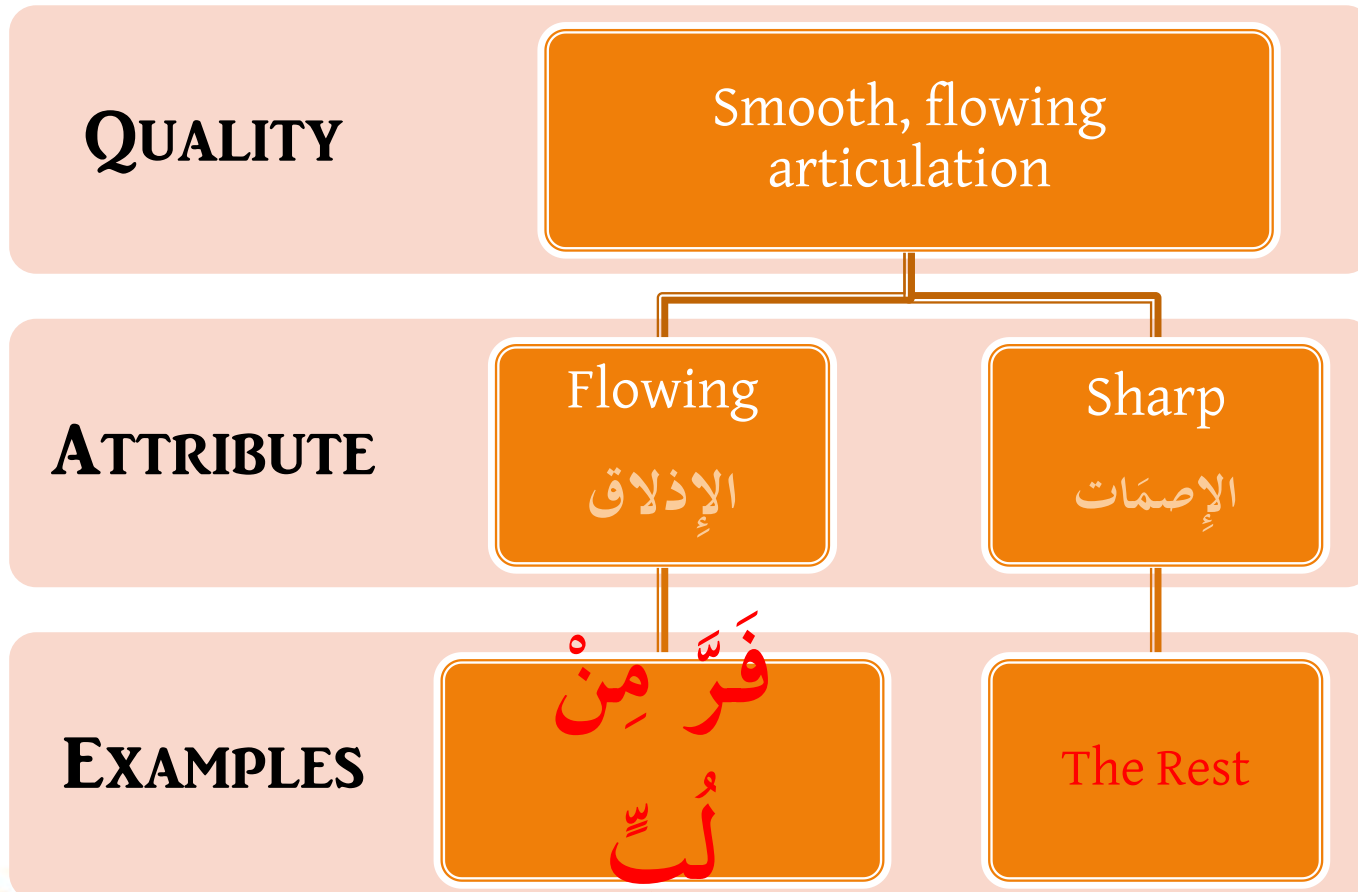 QUALITY
Smooth, flowing
articulation
ATTRIBUTE
Flowing
الإِذلاق
Sharp
الإِصمَات
EXAMPLES
فَرَّ مِنْ
لُبٍّ
The Rest